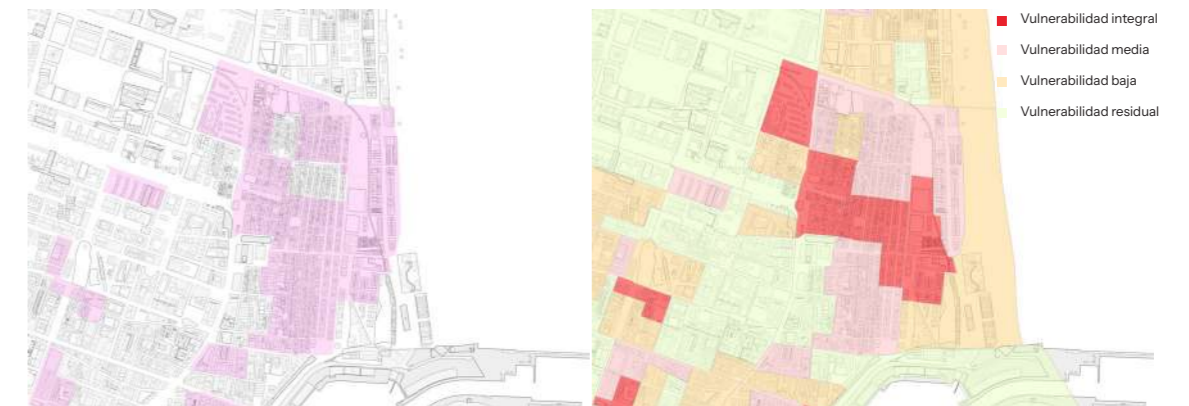 Vulnerabilidad integral
Vulnerabilidad media
Vulnerabilidad baja
Vulnerabilidad residual